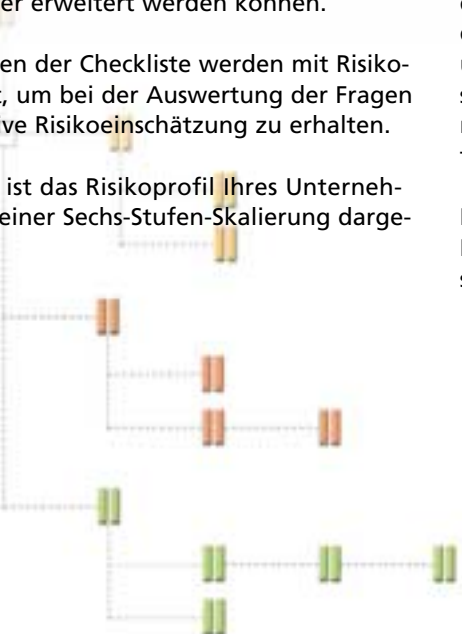 er erweitert werden können.
en der Checkliste werden mit Risiko-
t, um bei der Auswertung der Fragen
ive Risikoeinschätzung zu erhalten.
ist das Risikoprofil Ihres Unterneh-
einer Sechs-Stufen-Skalierung darge-